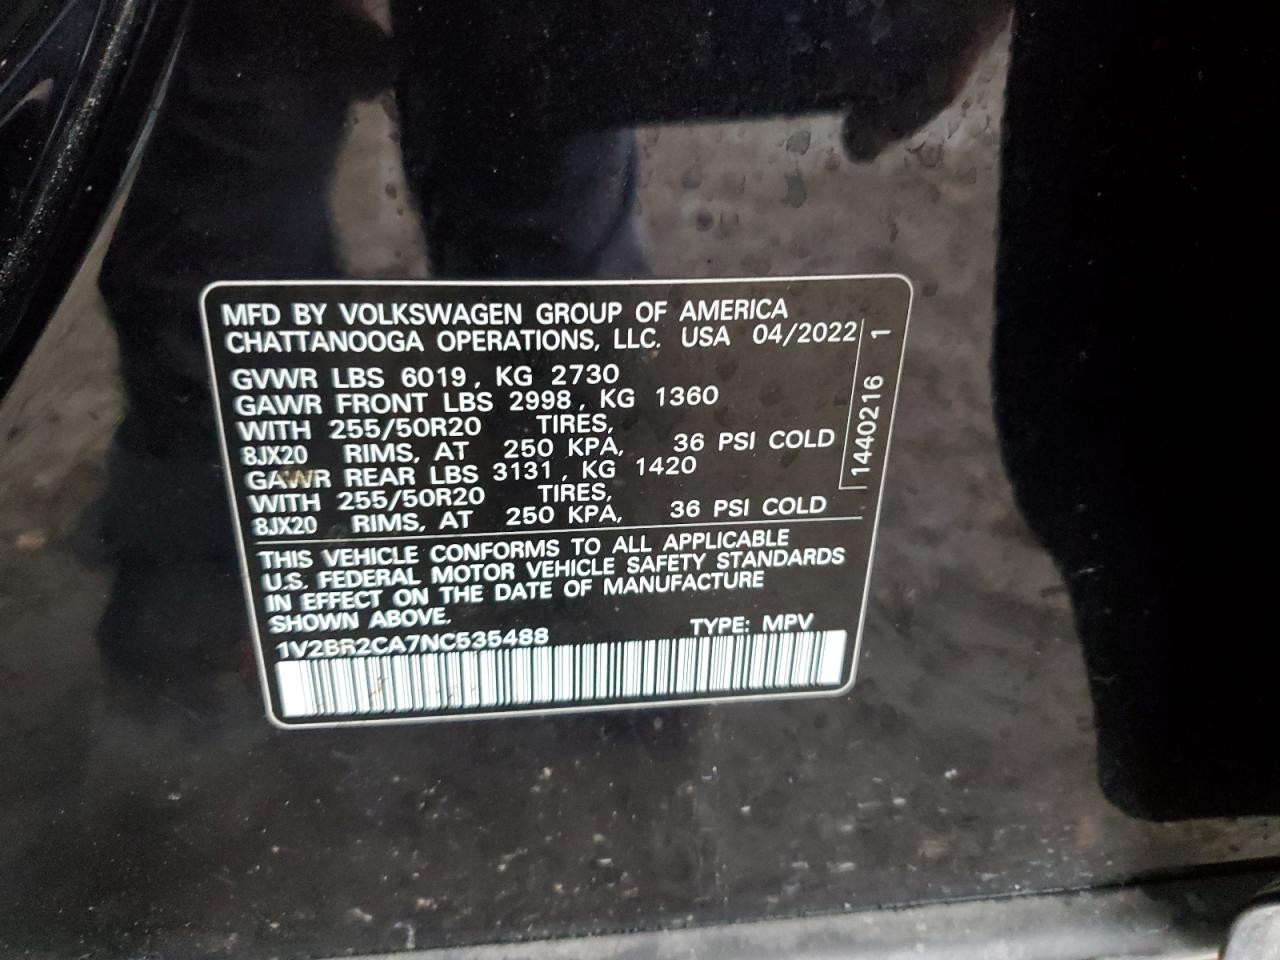 MFD BY VOLKSWAGEN GROUP OF AMERICA
CHATTANOOGA OPERATIONS, LLC. USA 04/2022
GVWR LBS 6019, KG 2730
GAWR FRONT LBS 2998, KG 1360
WITH 255/50R20 TIRES,
8JX20 RIMS, AT 250 KPA, 36 PSI COLD
GAWR REAR LBS 3131, KG 1420
WITH 255/50R20 TIRES,
8JX20 RIMS, AT 250 KPA, 36 PSI COLD
1440216 1
THIS VEHICLE CONFORMS TO ALL APPLICABLE
U.S. FEDERAL MOTOR VEHICLE SAFETY STANDARDS
IN EFFECT ON THE DATE OF MANUFACTURE
SHOWN ABOVE.
TYPE: MPV
1V2BR2CA7NC535488